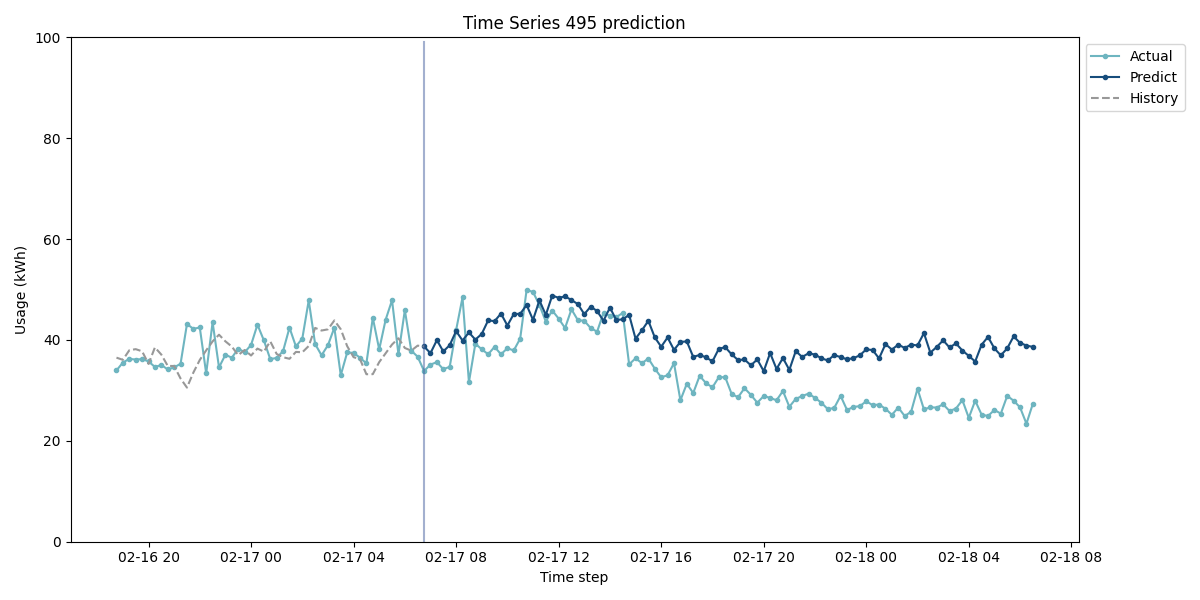 Time Series 495 prediction
Usage (kWh)
100
80
60
40
20
0
02-16 20
02-17 00
02-17 04
02-17 08
02-17 12
02-17 16
02-17 20
02-18 00
02-18 04
02-18 08
Time step
Actual
Predict
History